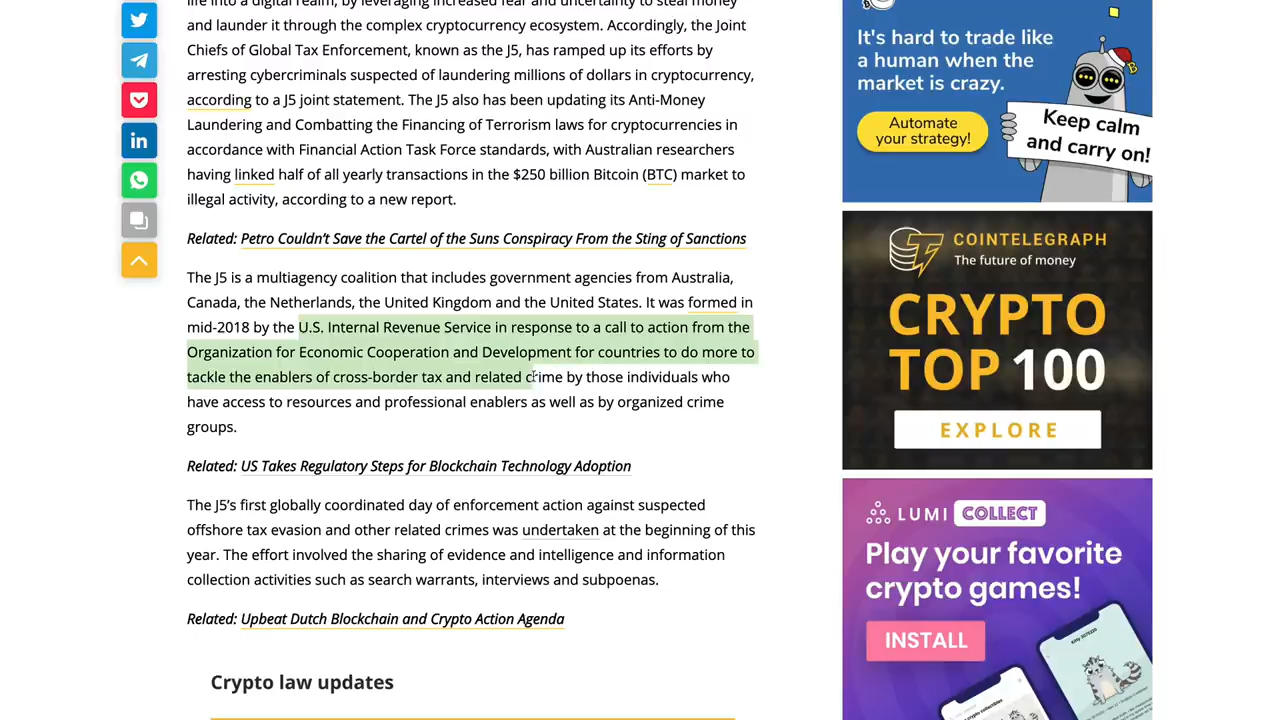 life into a digital realm, by leveraging increased fear and uncertainty to steal money
and launder it through the complex cryptocurrency ecosystem. Accordingly, the Joint
Chiefs of Global Tax Enforcement, known as the J5, has ramped up its efforts by
arresting cybercriminals suspected of laundering millions of dollars in cryptocurrency,
according to a J5 joint statement. The J5 also has been updating its Anti-Money
Laundering and Combatting the Financing of Terrorism laws for cryptocurrencies in
accordance with Financial Action Task Force standards, with Australian researchers
having linked half of all yearly transactions in the $250 billion Bitcoin (BTC) market to
illegal activity, according to a new report.
Related: Petro Couldn't Save the Cartel of the Suns Conspiracy From the Sting of Sanctions
The J5 is a multiagency coalition that includes government agencies from Australia,
Canada, the Netherlands, the United Kingdom and the United States. It was formed in
mid-2018 by the U.S. Internal Revenue Service in response to a call to action from the
Organization for Economic Cooperation and Development for countries to do more to
tackle the enablers of cross-border tax and related crime by those individuals who
have access to resources and professional enablers as well as by organized crime
groups.
Related: US Takes Regulatory Steps for Blockchain Technology Adoption
The J5's first globally coordinated day of enforcement action against suspected
offshore tax evasion and other related crimes was undertaken at the beginning of this
year. The effort involved the sharing of evidence and intelligence and information
collection activities such as search warrants, interviews and subpoenas.
Related: Upbeat Dutch Blockchain and Crypto Action Agenda
Crypto law updates
It's hard to trade like
a human when the
market is crazy.
Automate
your strategy!
Keep calm
and carry on!
COINTELEGRAPH
The future of money
CRYPTO
TOP 100
EXPLORE
LUMI COLLECT
Play your favorite
crypto games!
INSTALL